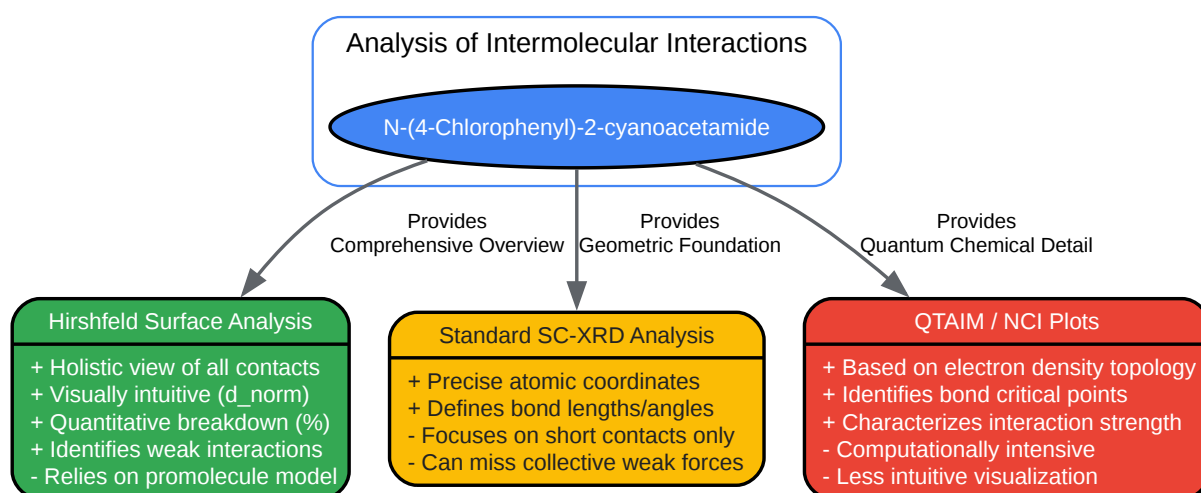 Analysis of Intermolecular Interactions
N-(4-Chlorophenyl)-2-cyanoacetamide
Provides
Comprehensive Overview
Provides
Geometric Foundation
Provides
Quantum Chemical Detail
Hirshfeld Surface Analysis
+ Holistic view of all contacts
+ Visually intuitive (d_norm)
+ Quantitative breakdown (%)
+ Identifies weak interactions
- Relies on promolecule model
Standard SC-XRD Analysis
+ Precise atomic coordinates
+ Defines bond lengths/angles
- Focuses on short contacts only
- Can miss collective weak forces
QTAIM / NCI Plots
+ Based on electron density topology
+ Identifies bond critical points
+ Characterizes interaction strength
- Computationally intensive
- Less intuitive visualization